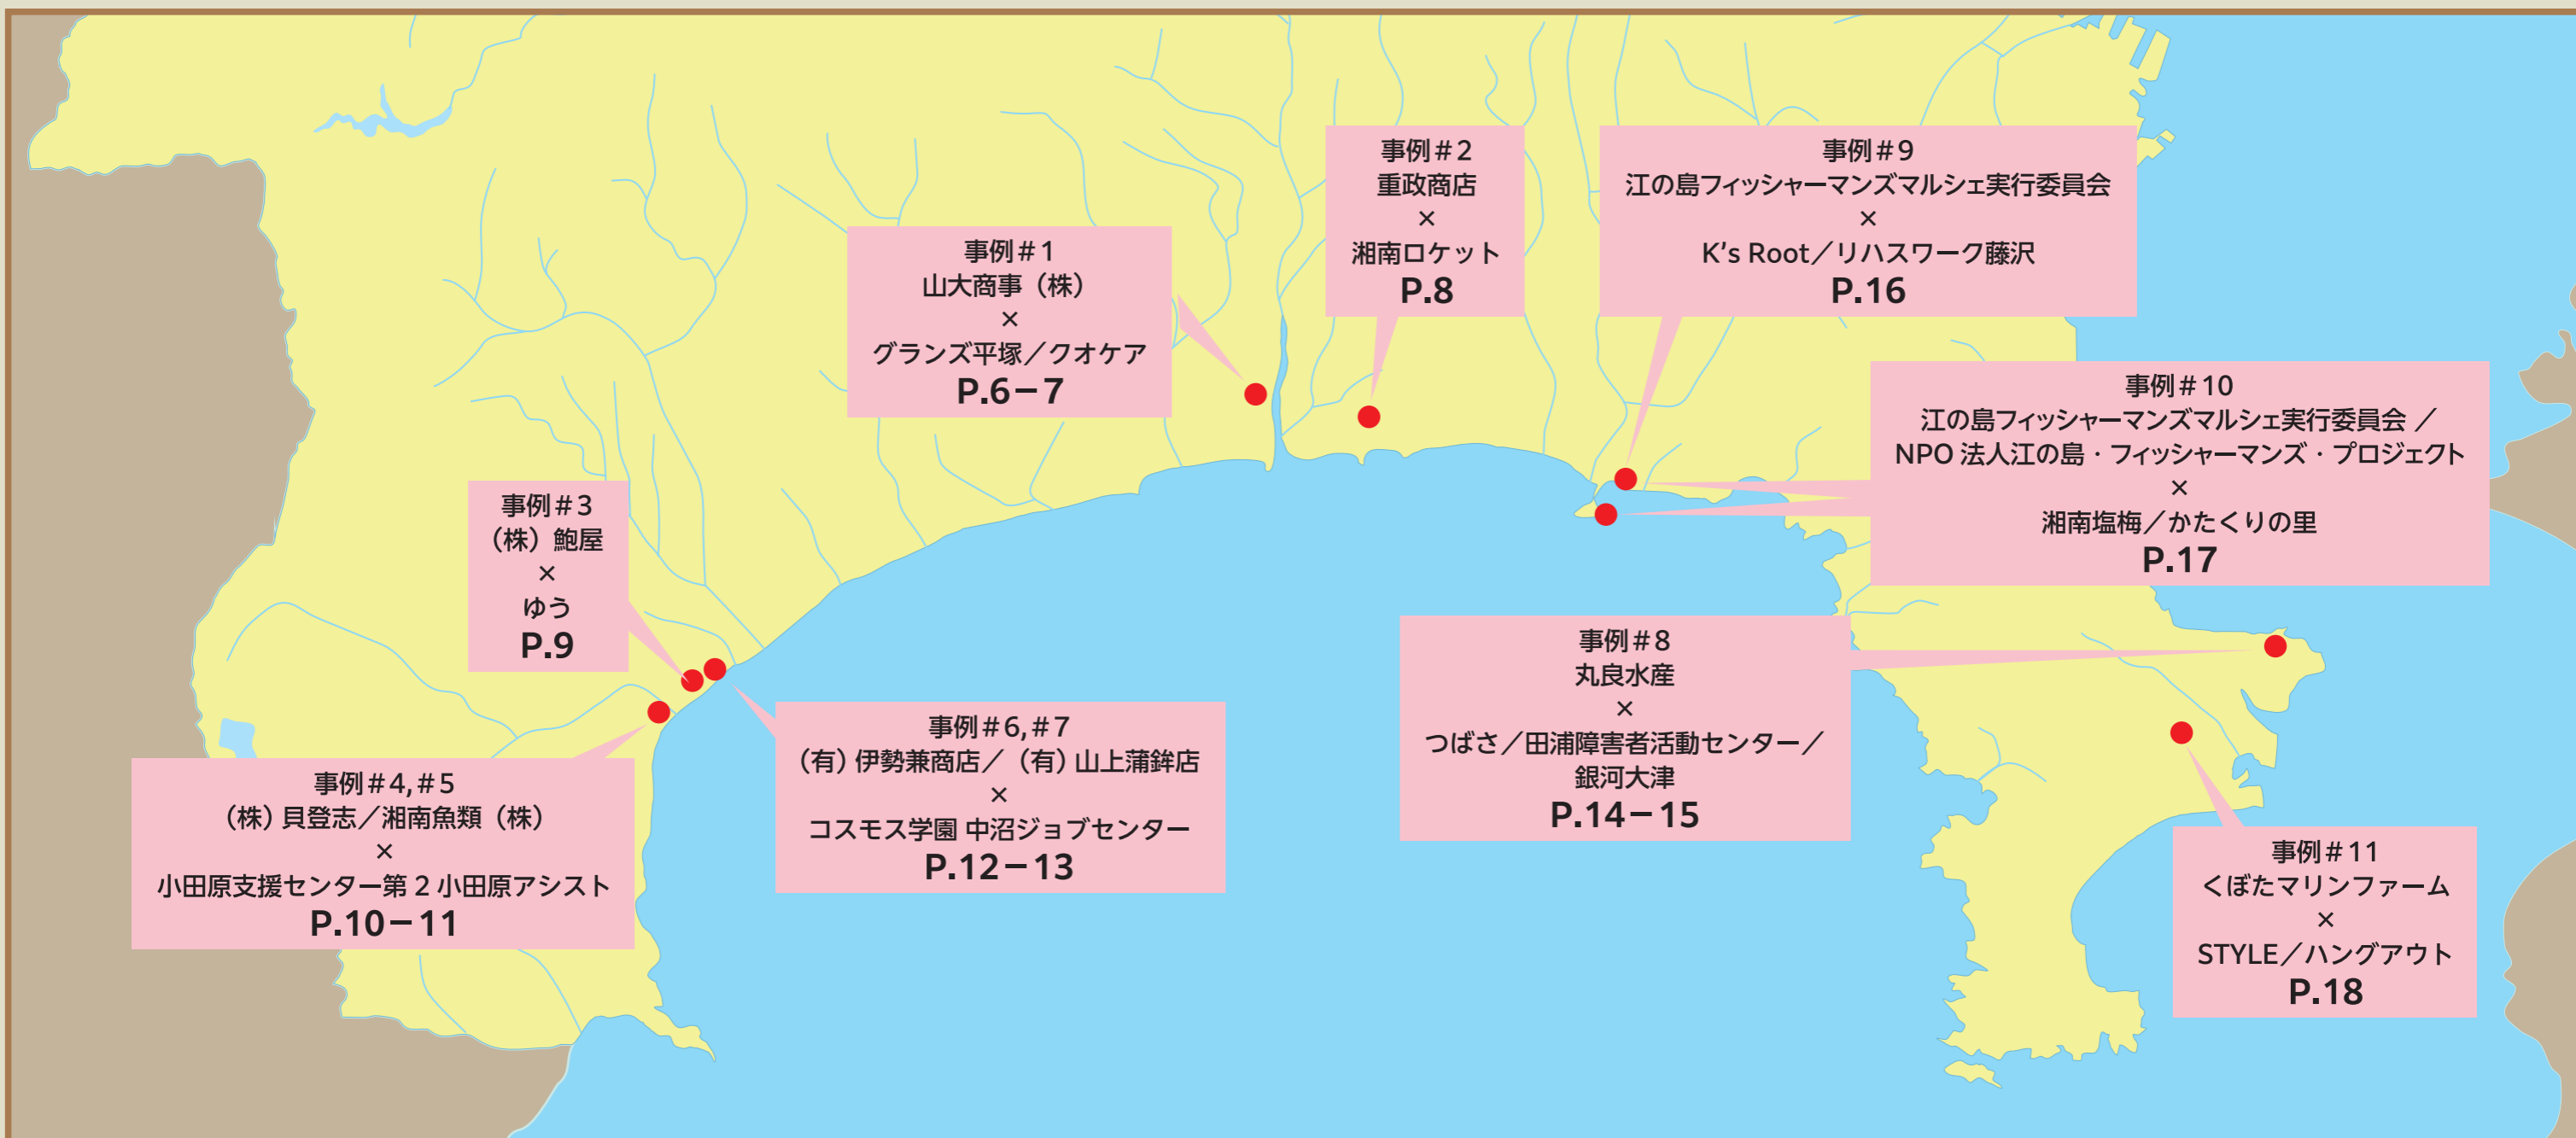 事例＃1
山大商事（株）
×
グランズ平塚／クオケア
P.6－7
事例＃2
重政商店
×
湘南ロケット
P.8
事例＃9
江の島フィッシャーマンズマルシェ実行委員会
×
K's Root／リハスワーク藤沢
P.16
事例＃10
江の島フィッシャーマンズマルシェ実行委員会 ／
NPO 法人江の島・フィッシャーマンズ・プロジェクト
×
湘南塩梅／かたくりの里
P.17
事例＃3
（株）鮑屋
×
ゆう
P.9
事例＃8
丸良水産
×
つばさ／田浦障害者活動センター／
銀河大津
P.14－15
事例＃6,＃7
（有）伊勢兼商店／（有）山上蒲鉾店
×
コスモス学園 中沼ジョブセンター
P.12－13
事例＃4,＃5
（株）貝登志／湘南魚類（株）
×
小田原支援センター第 2 小田原アシスト
P.10－11
事例＃11
くぼたマリンファーム
×
STYLE／ハングアウト
P.18